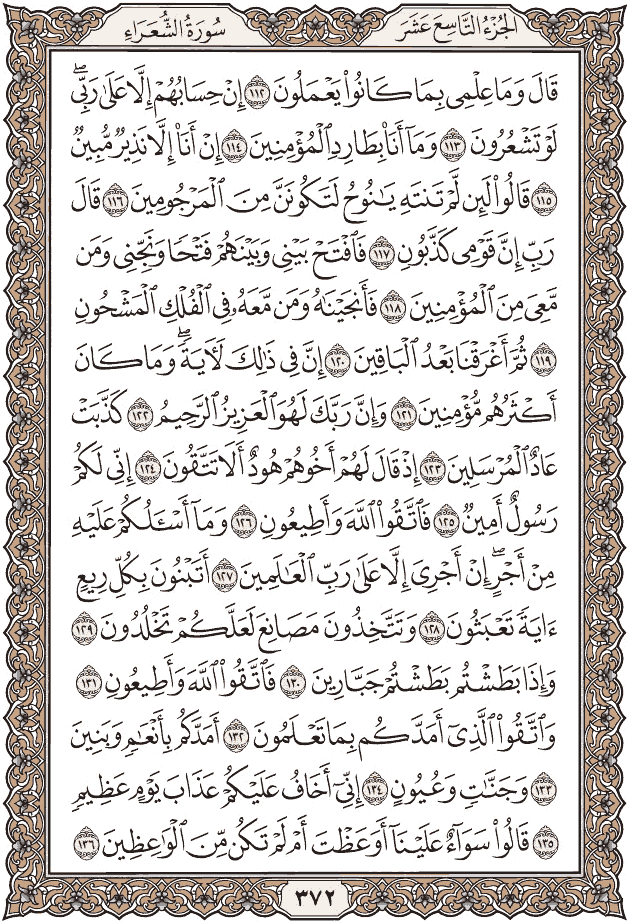 الجُزْءُ التَّاسِعَ عَشَرَ
سُورَةُ الشُّعَرَاءِ
قَالَ وَمَا عِلْمِى بِمَا كَانُوا۟ يَعْمَلُونَ ١١٢ إِنْ حِسَابُهُمْ إِلَّا عَلَىٰ رَبِّىۖ
لَوْ تَشْعُرُونَ ١١٣ وَمَآ أَنَا۠ بِطَارِدِ ٱلْمُؤْمِنِينَ ١١٤ إِنْ أَنَا۠ إِلَّا نَذِيرٌ مُّبِينٌ
١١٥ قَالُوا۟ لَئِن لَّمْ تَنتَهِ يَـٰنُوحُ لَتَكُونَنَّ مِنَ ٱلْمَرْجُومِينَ ١١٦ قَالَ
رَبِّ إِنَّ قَوْمِى كَذَّبُونِ ١١٧ فَٱفْتَحْ بَيْنِى وَبَيْنَهُمْ فَتْحًا وَنَجِّنِى وَمَن
مَّعِىَ مِنَ ٱلْمُؤْمِنِينَ ١١٨ فَأَنجَيْنَـٰهُ وَمَن مَّعَهُۥ فِى ٱلْفُلْكِ ٱلْمَشْحُونِ
١١٩ ثُمَّ أَغْرَقْنَا بَعْدُ ٱلْبَاقِينَ ١٢٠ إِنَّ فِى ذَٰلِكَ لَـَٔايَةًۖ وَمَا كَانَ
أَكْثَرُهُم مُّؤْمِنِينَ ١٢١ وَإِنَّ رَبَّكَ لَهُوَ ٱلْعَزِيزُ ٱلرَّحِيمُ ١٢٢ كَذَّبَتْ
عَادٌ ٱلْمُرْسَلِينَ ١٢٣ إِذْ قَالَ لَهُمْ أَخُوهُمْ هُودٌ أَلَا تَتَّقُونَ ١٢٤ إِنِّى لَكُمْ
رَسُولٌ أَمِينٌ ١٢٥ فَٱتَّقُوا۟ ٱللَّهَ وَأَطِيعُونِ ١٢٦ وَمَآ أَسْـَٔلُكُمْ عَلَيْهِ
مِنْ أَجْرٍۖ إِنْ أَجْرِىَ إِلَّا عَلَىٰ رَبِّ ٱلْعَـٰلَمِينَ ١٢٧ أَتَبْنُونَ بِكُلِّ رِيعٍ
ءَايَةً تَعْبَثُونَ ١٢٨ وَتَتَّخِذُونَ مَصَانِعَ لَعَلَّكُمْ تَخْلُدُونَ ١٢٩
وَإِذَا بَطَشْتُم بَطَشْتُمْ جَبَّارِينَ ١٣٠ فَٱتَّقُوا۟ ٱللَّهَ وَأَطِيعُونِ ١٣١
وَٱتَّقُوا۟ ٱلَّذِىٓ أَمَدَّكُم بِمَا تَعْلَمُونَ ١٣٢ أَمَدَّكُم بِأَنْعَـٰمٍ وَبَنِينَ
١٣٣ وَجَنَّـٰتٍ وَعُيُونٍ ١٣٤ إِنِّىٓ أَخَافُ عَلَيْكُمْ عَذَابَ يَوْمٍ عَظِيمٍ
١٣٥ قَالُوا۟ سَوَآءٌ عَلَيْنَآ أَوَعَظْتَ أَمْ لَمْ تَكُن مِّنَ ٱلْوَٰعِظِينَ ١٣٦
٣٧٢